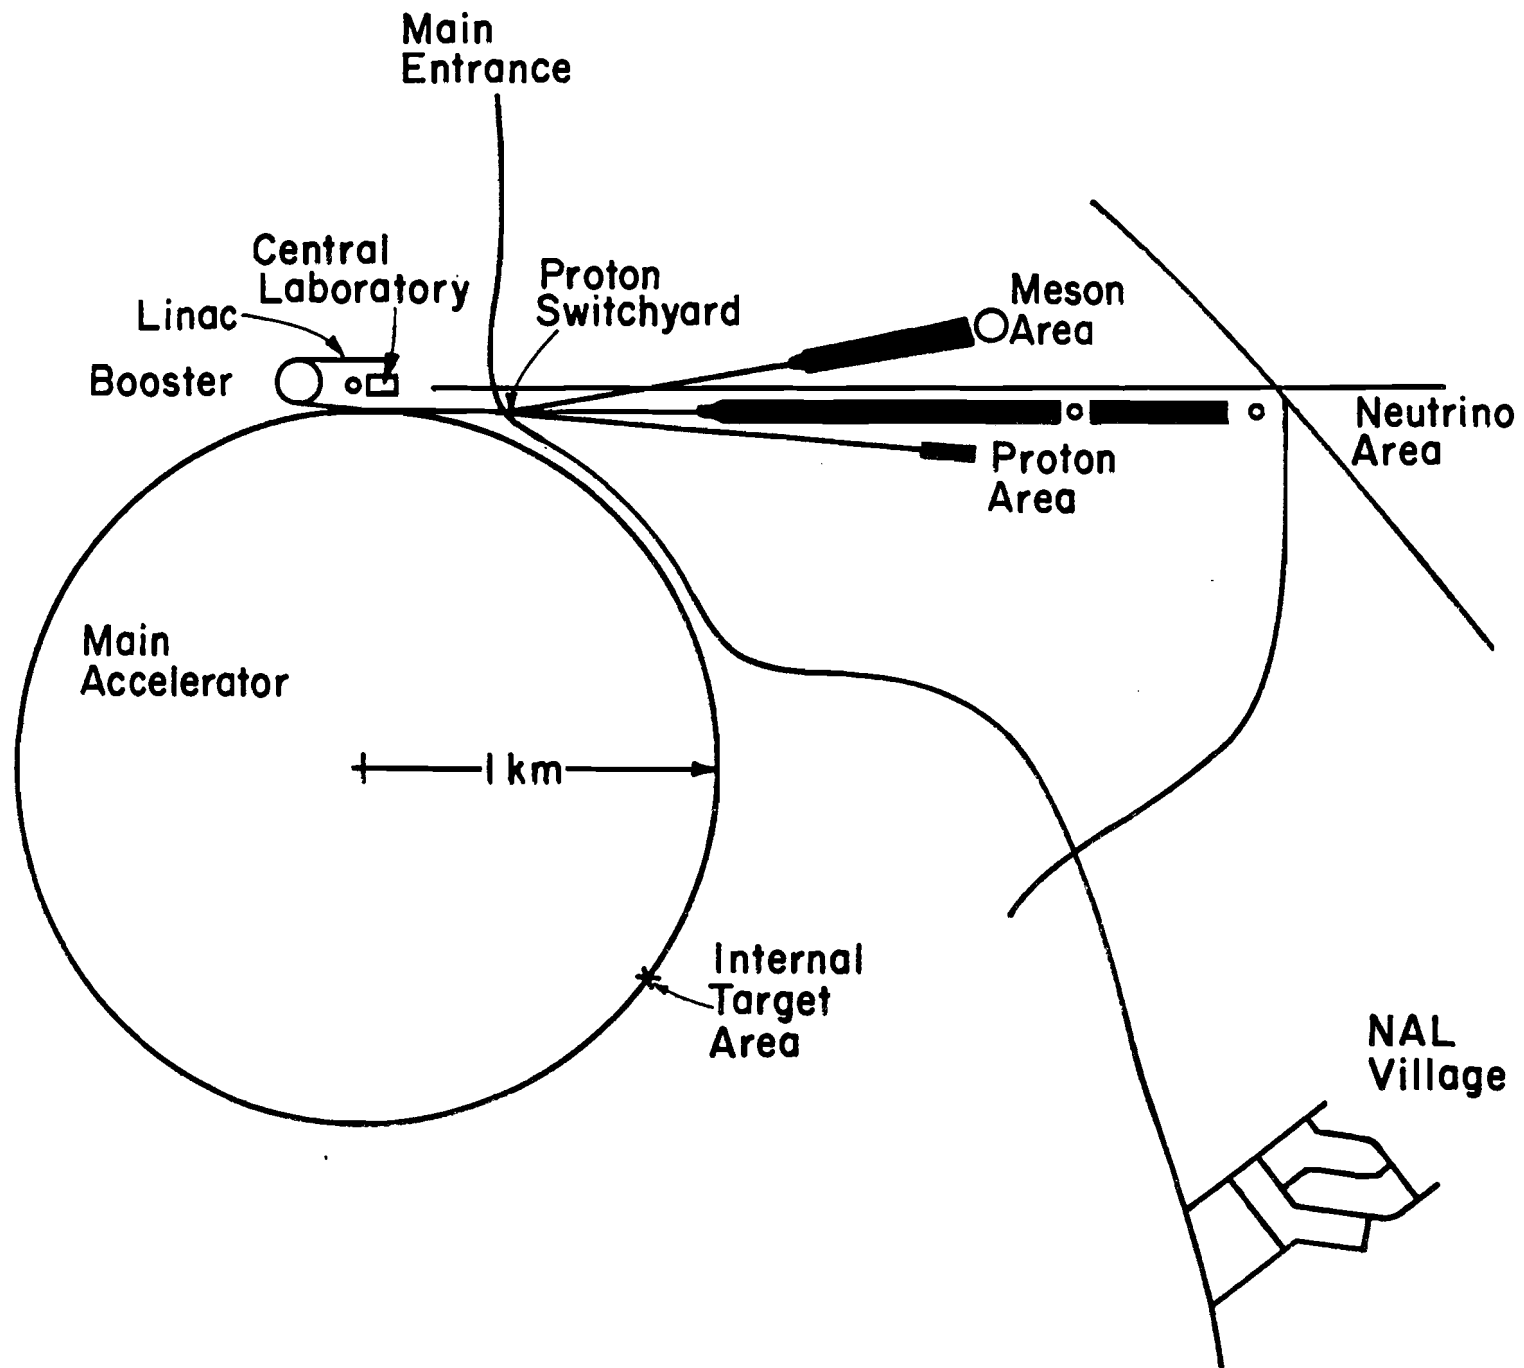 Main
Entrance
Central
Laboratory
Linac
Booster
Proton
Switchyard
Meson
Area
Neutrino
Area
Proton
Area
Main
Accelerator
1 km
Internal
Target
Area
NAL
Village